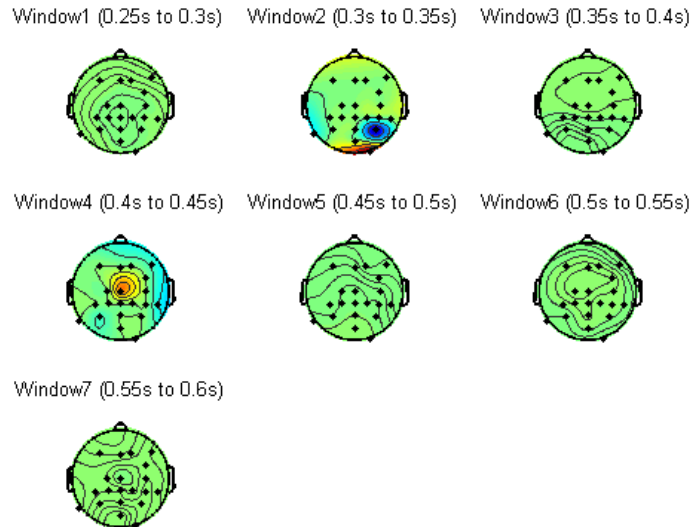 Window1 (0.25s to 0.3s)
Window2 (0.3s to 0.35s)
Window3 (0.35s to 0.4s)
Window4 (0.4s to 0.45s)
Window5 (0.45s to 0.5s)
Window6 (0.5s to 0.55s)
Window7 (0.55s to 0.6s)